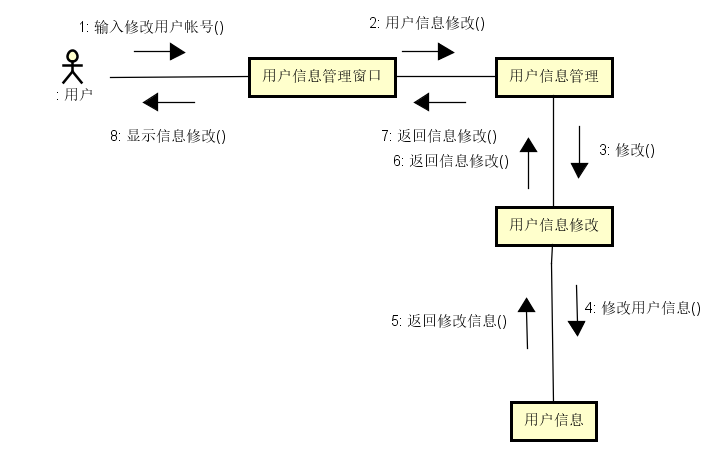 1: 输入修改用户帐号()
2: 用户信息修改()
: 用户
用户信息管理窗口
用户信息管理
8: 显示信息修改()
7: 返回信息修改()
6: 返回信息修改()
3: 修改()
用户信息修改
5: 返回修改信息()
4: 修改用户信息()
用户信息